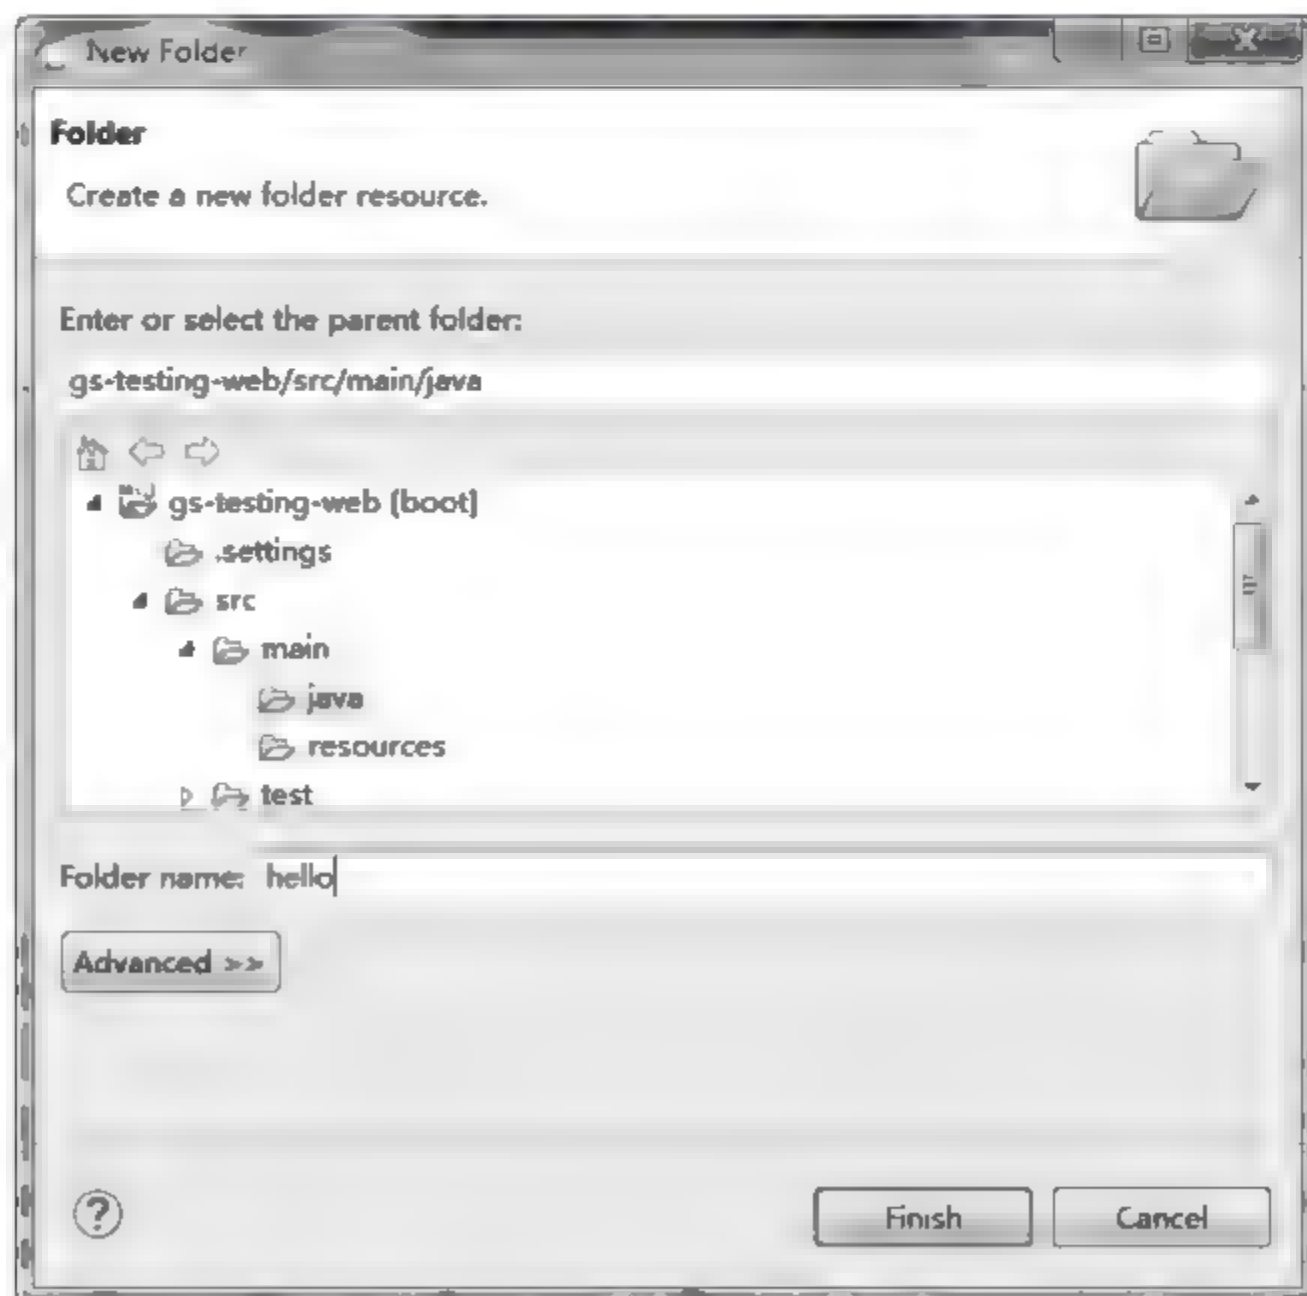 New Folder
Folder
Create a new folder resource.
Enter or select the parent folder:
gs-testing-web/src/main/java
gs-testing-web [boot]
.settings
src
main
java
resources
test
Folder name: hello
Advanced >>
Finish
Cancel